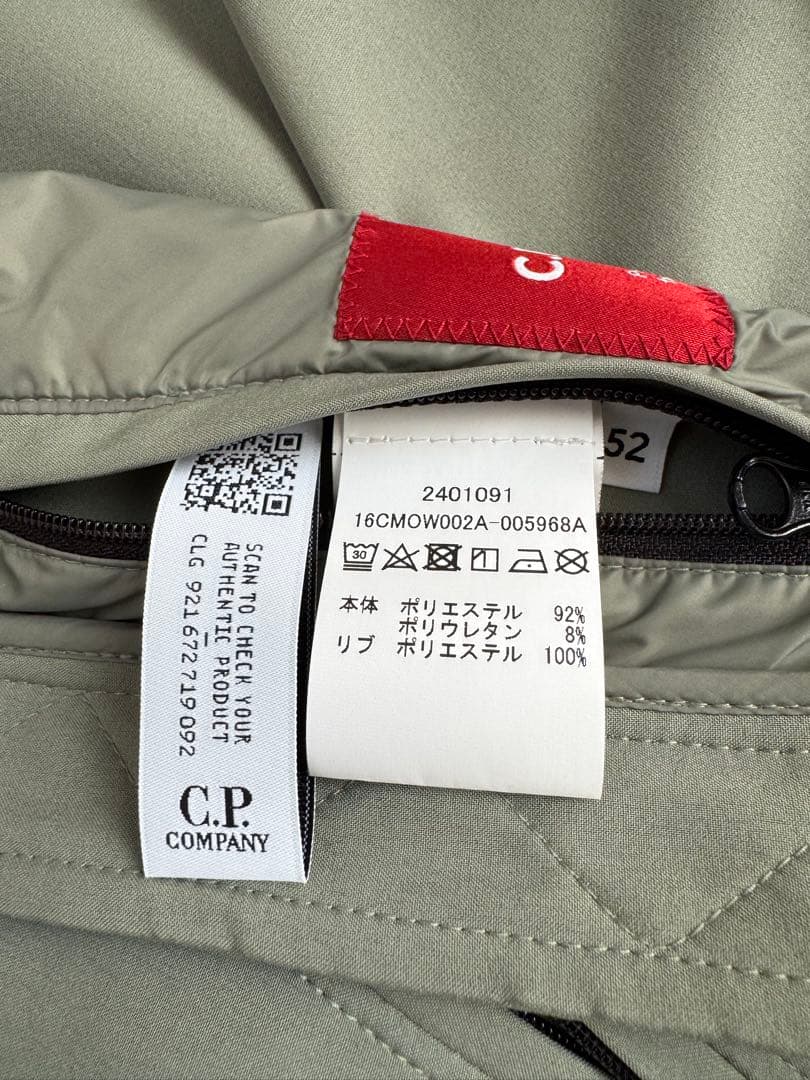 C.
52
2401091
16CMOW002A-005968A
30
本体 ポリエステル 92%
ポリウレタン 8%
リブ ポリエステル 100%
SCAN TO CHECK YOUR
AUTHENTIC PRODUCT
CLG 921672719092
C.P.
COMPANY